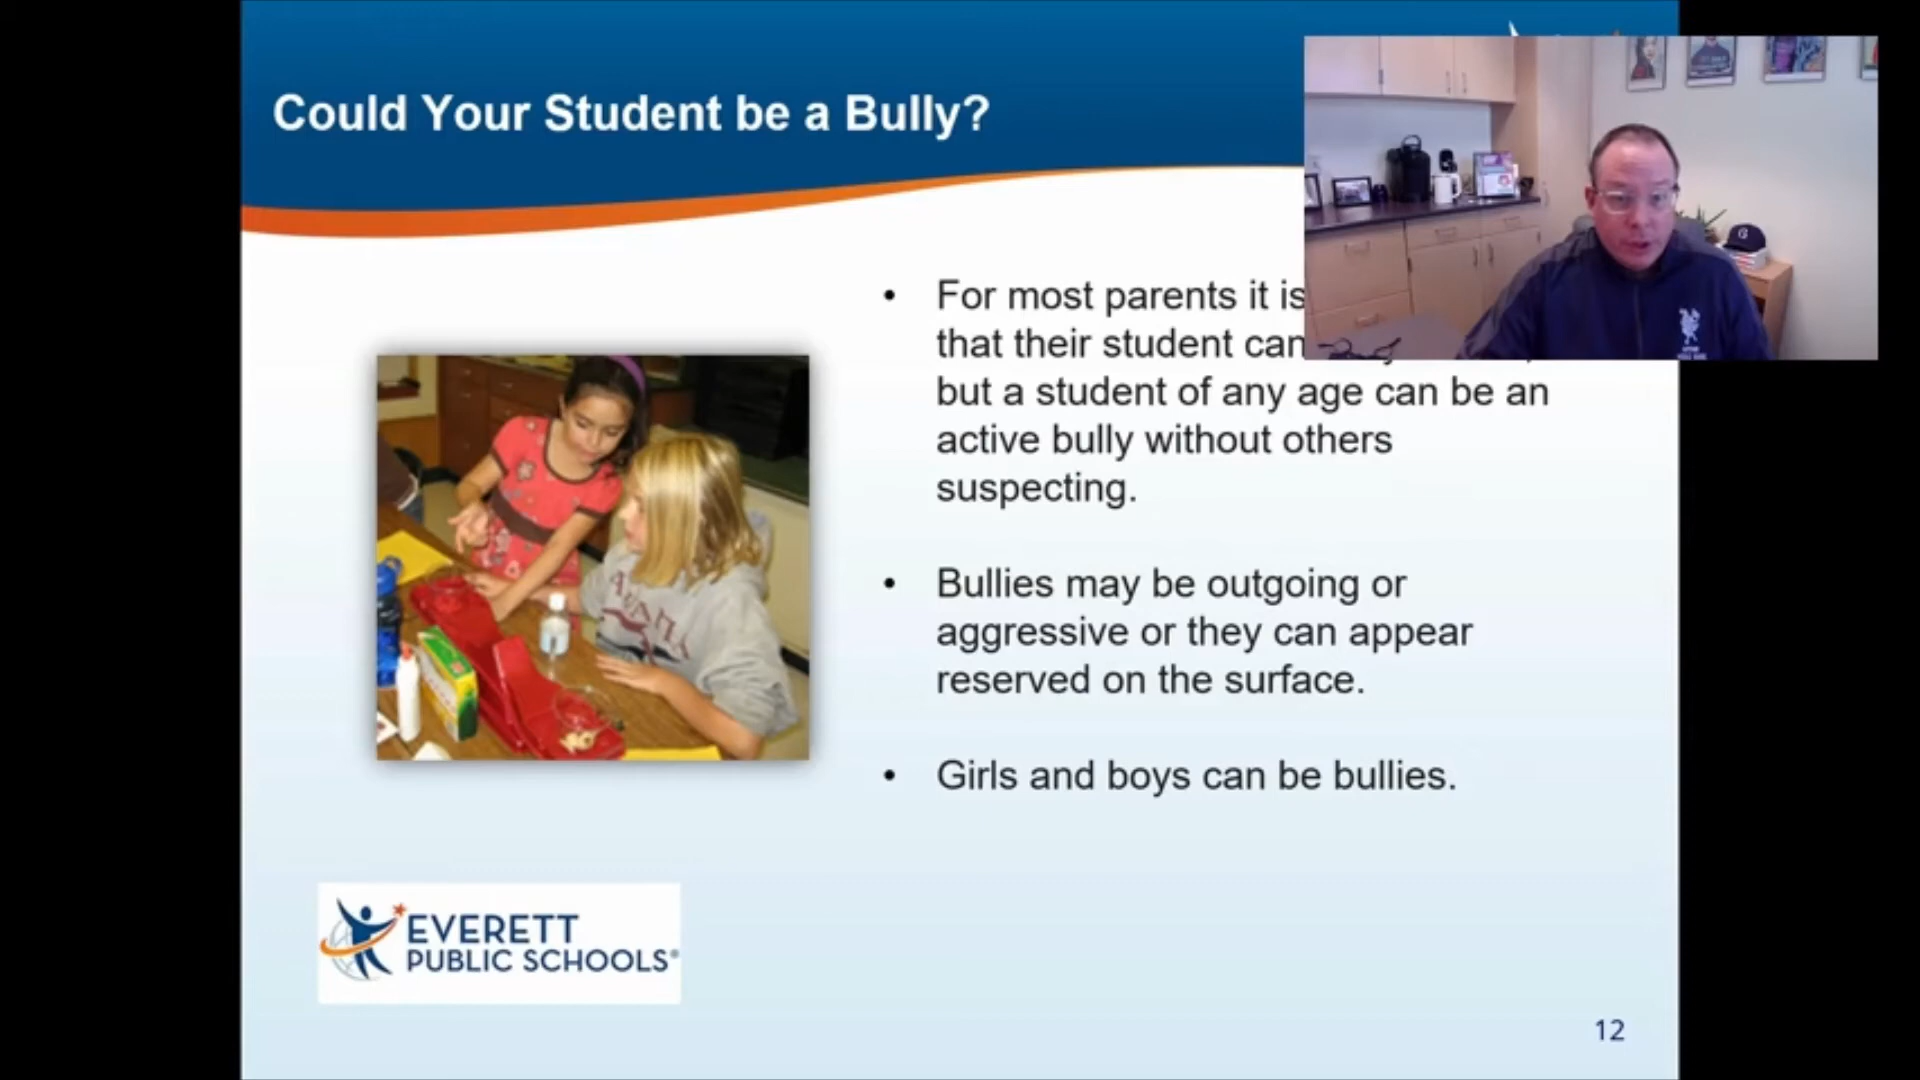 Could Your Student be a Bully?
• For most parents it is
that their student can
but a student of any age can be an
active bully without others
suspecting.
• Bullies may be outgoing or
aggressive or they can appear
reserved on the surface.
• Girls and boys can be bullies.
EVERETT
PUBLIC SCHOOLS®
12